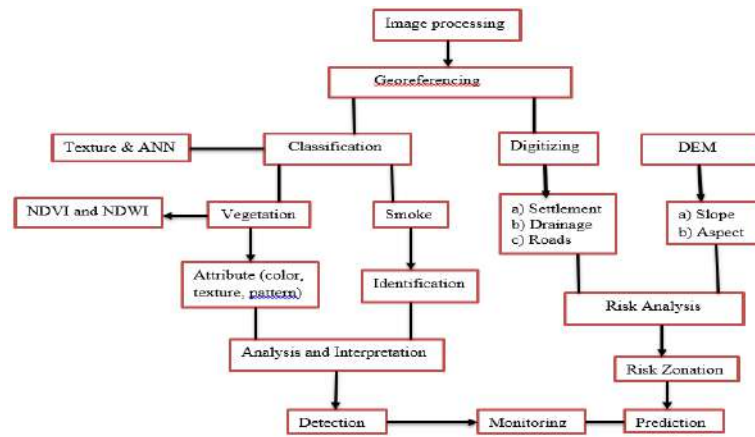 Image processing
Georeferencing
Texture & ANN
Classification
Digitizing
DEM
NDVI and NDWI
Vegetation
Smoke
a) Settlement
b) Drainage
c) Roads
a) Slope
b) Aspect
Attribute (color,
texture, pattern)
Identification
Risk Analysis
Analysis and Interpretation
Risk Zonation
Detection
Monitoring
Prediction